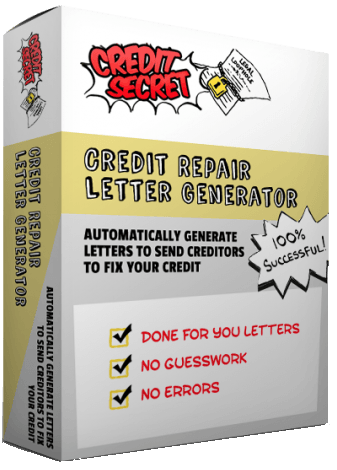 CREDIT
SECRET
LEGAL
LOOPHOLE
CREDIT REPAIR
LETTER GENERATOR
AUTOMATICALLY GENERATE
LETTERS TO SEND CREDITORS
TO FIX YOUR CREDIT
100%
SUCCESSFUL!
DONE FOR YOU LETTERS
NO GUESSWORK
NO ERRORS
CREDIT
SECRET
CREDIT REPAIR
LETTER GENERATOR
AUTOMATICALLY GENERATE LETTERS
TO SEND CREDITORS TO FIX
YOUR CREDIT